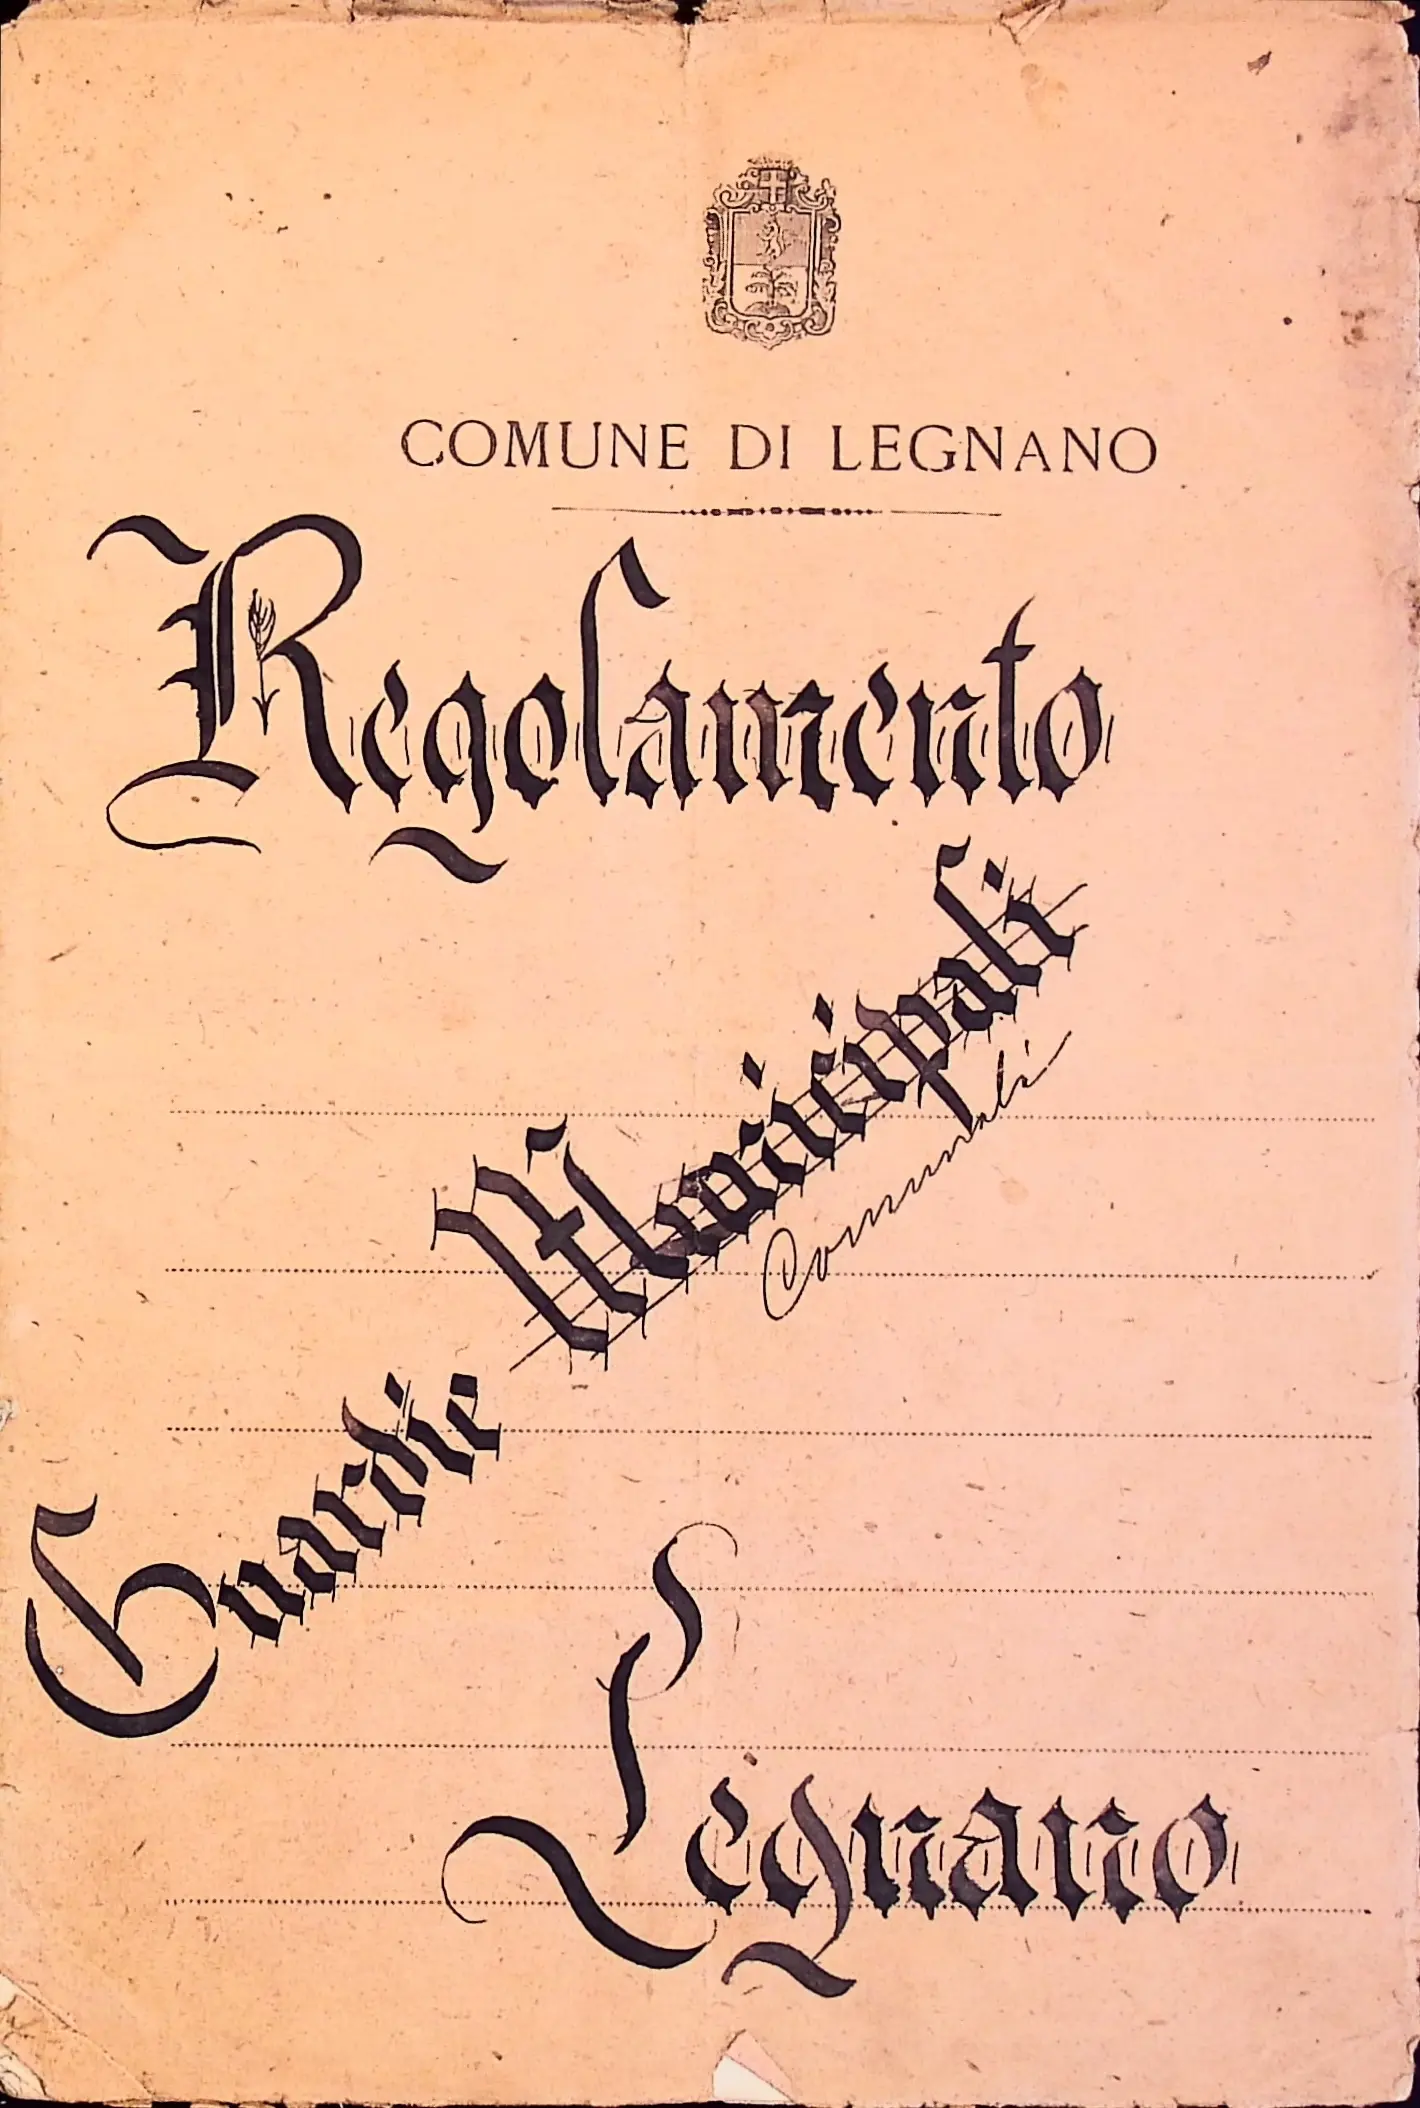 COMUNE DI LEGNANO
Regolamento
Guardie Municipali
Comunali
Legnano